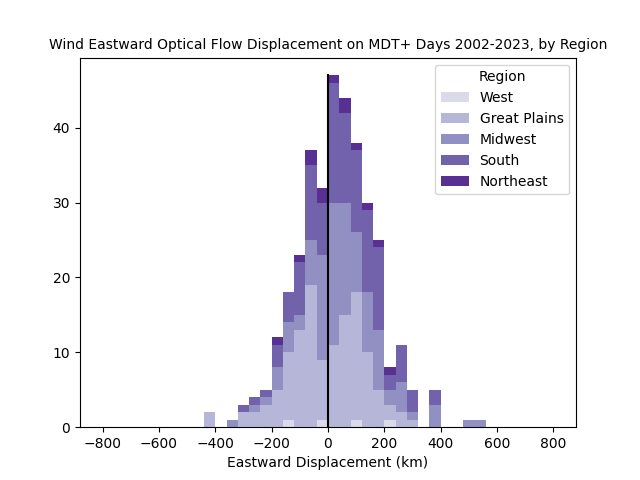 Wind Eastward Optical Flow Displacement on MDT+ Days 2002-2023, by Region
Region
West
Great Plains
Midwest
South
Northeast
40
30
20
10
0
−800 −600 −400 −200 0 200 400 600 800
Eastward Displacement (km)